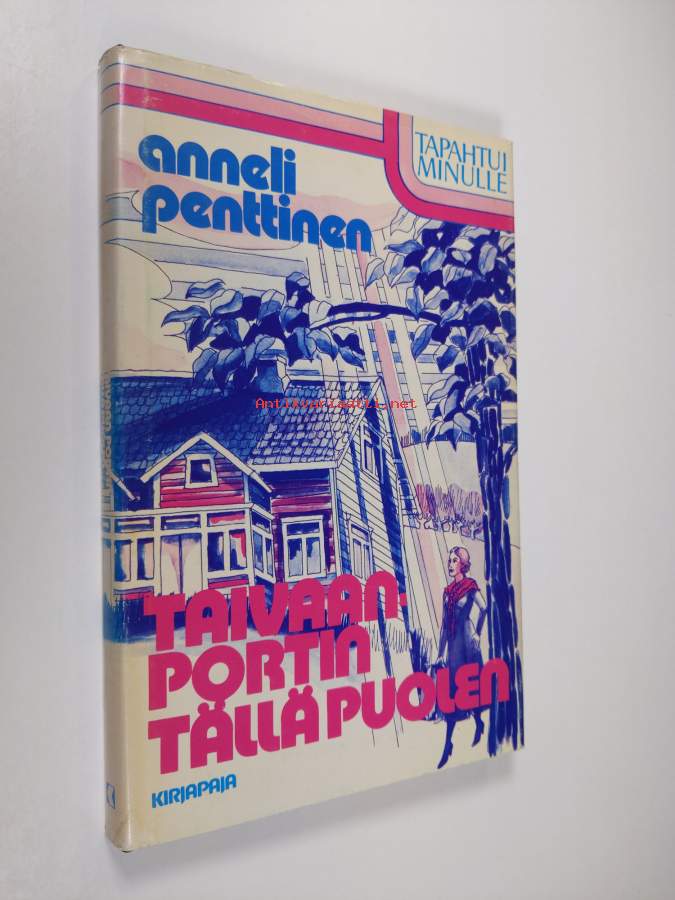 TAPAHTUI
MINULLE
anneli
penttinen
Antikvariaatti.net
TAIVAAN-
PORTIN
TÄLLÄ PUOLEN
KIRJAPAJA